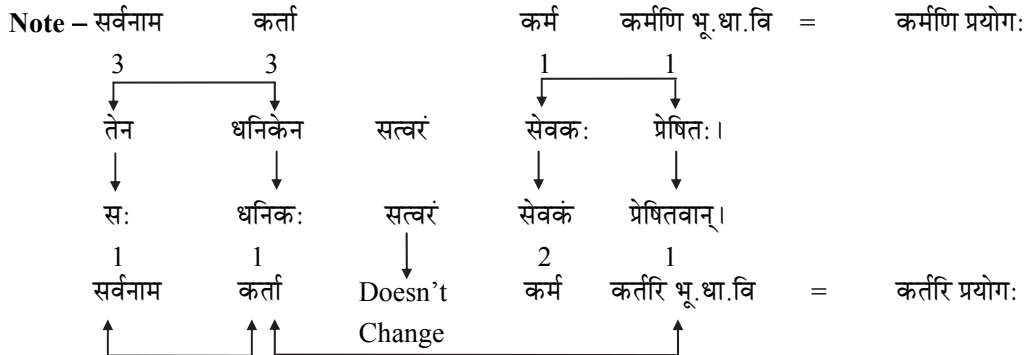 Note – सर्वनाम कर्ता कर्म कर्मणि भू.धा.वि = कर्मणि प्रयोग:
3 3 1 1
तेन धनिकेन सत्वरं सेवक: प्रेषित:।
स: धनिक: सत्वरं सेवकं प्रेषितवान्।
1 1 2 1
सर्वनाम कर्ता Doesn't कर्म कर्तरि भू.धा.वि = कर्तरि प्रयोग:
Change